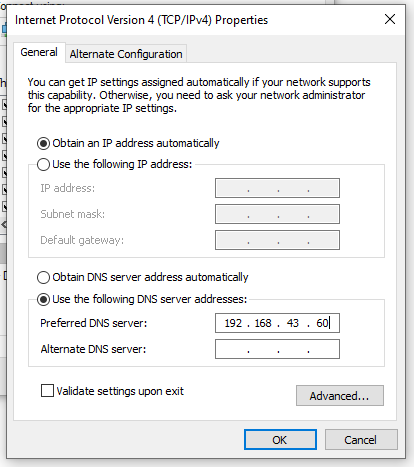 Internet Protocol Version 4 (TCP/IPv4) Properties
General
Alternate Configuration
You can get IP settings assigned automatically if your network supports
this capability. Otherwise, you need to ask your network administrator
for the appropriate IP settings.
Obtain an IP address automatically
Use the following IP address:
IP address:
. . .
Subnet mask:
. . .
Default gateway:
. . .
Obtain DNS server address automatically
Use the following DNS server addresses:
Preferred DNS server:
192 . 168 . 43 . 60
Alternate DNS server:
. . .
Validate settings upon exit
Advanced...
OK
Cancel